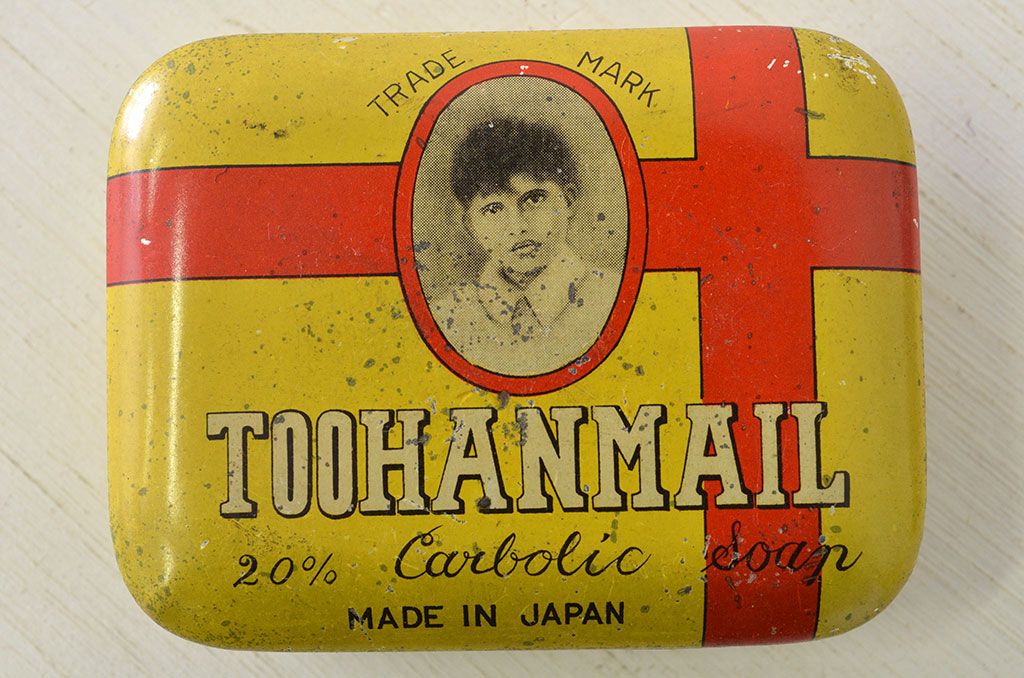 TRADE MARK
TOOHANMAIL
20% Carbolic Soap
MADE IN JAPAN